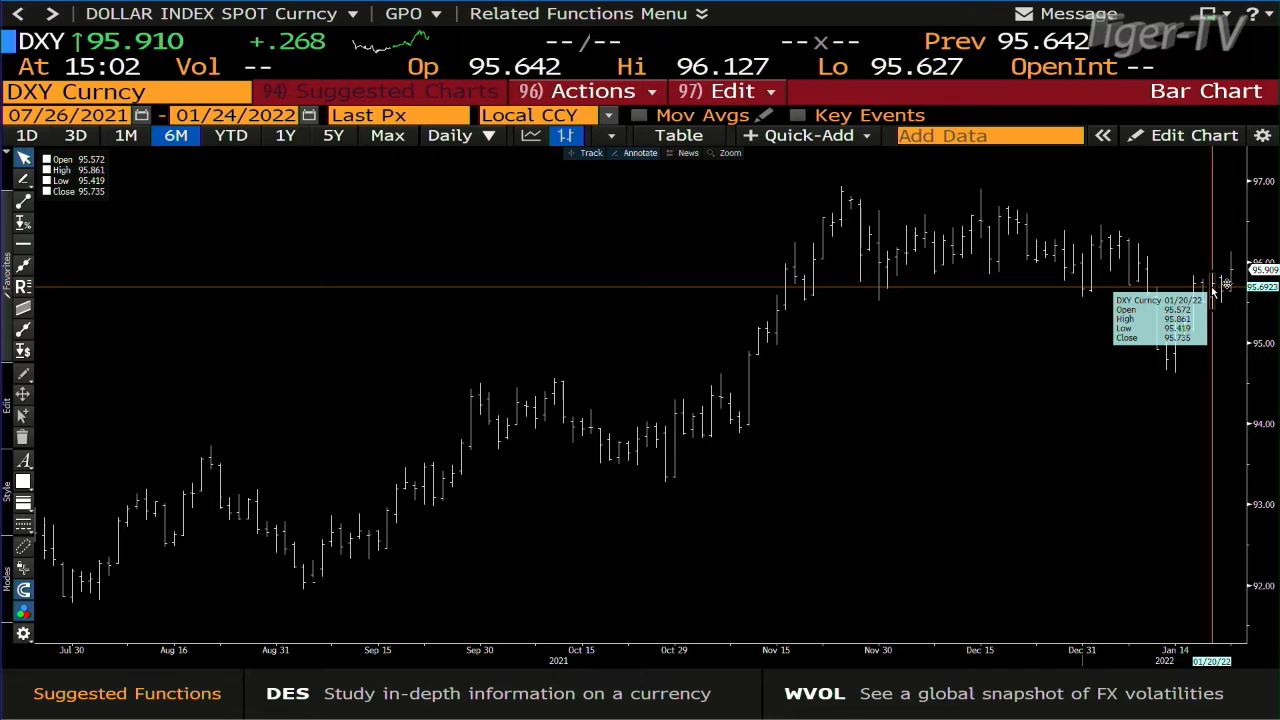 DOLLAR INDEX SPOT Curncy GPO Related Functions Menu Message ?
Tiger-TV
DXY ↑95.910 +.268 --/-- --x-- Prev 95.642
At 15:02 Vol -- Op 95.642 Hi 96.127 Lo 95.627 OpenInt --
DXY Curncy 94) Suggested Charts 96) Actions 97) Edit Bar Chart
07/26/2021 - 01/24/2022 Last Px Local CCY Mov Avgs Key Events
1D 3D 1M 6M YTD 1Y 5Y Max Daily ▼ Table + Quick-Add Add Data « Edit Chart
Track Annotate News Zoom
Open 95.572
High 95.861
Low 95.419
Close 95.735
Favorites
Edit
Style
Modes
97.00
96.00
95.909
95.6923
95.00
94.00
93.00
92.00
DXY Curncy 01/20/22
Open 95.572
High 95.861
Low 95.419
Close 95.735
Jul 30 Aug 16 Aug 31 Sep 15 Sep 30 Oct 15 Oct 29 Nov 15 Nov 30 Dec 15 Dec 31 Jan 14
2021 2022 01/20/22
Suggested Functions DES Study in-depth information on a currency WVOL See a global snapshot of FX volatilities